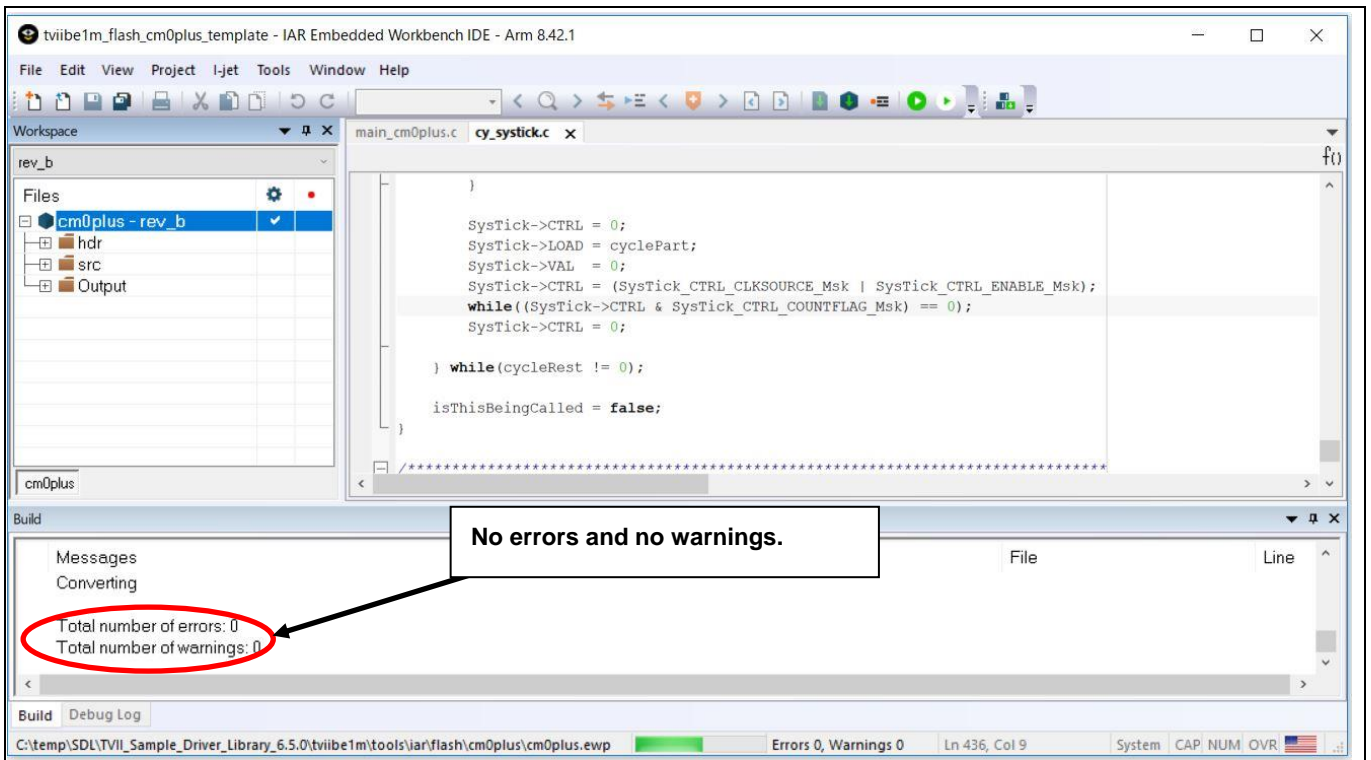 tviibe1m_flash_cm0plus_template - IAR Embedded Workbench IDE - Arm 8.42.1
File Edit View Project I-jet Tools Window Help
Workspace
main_cm0plus.c cy_systick.c
rev_b
f()
Files
cm0plus - rev_b
hdr
src
Output
}
SysTick->CTRL = 0;
SysTick->LOAD = cyclePart;
SysTick->VAL = 0;
SysTick->CTRL = (SysTick_CTRL_CLKSOURCE_Msk | SysTick_CTRL_ENABLE_Msk);
while((SysTick->CTRL & SysTick_CTRL_COUNTFLAG_Msk) == 0);
SysTick->CTRL = 0;
} while(cycleRest != 0);
isThisBeingCalled = false;
}
/*******************************************************************************
cm0plus
Build
No errors and no warnings.
Messages File Line
Converting
Total number of errors: 0
Total number of warnings: 0
Build Debug Log
C:\temp\SDL\TVII_Sample_Driver_Library_6.5.0\tviibe1m\tools\iar\flash\cm0plus\cm0plus.ewp Errors 0, Warnings 0 Ln 436, Col 9 System CAP NUM OVR